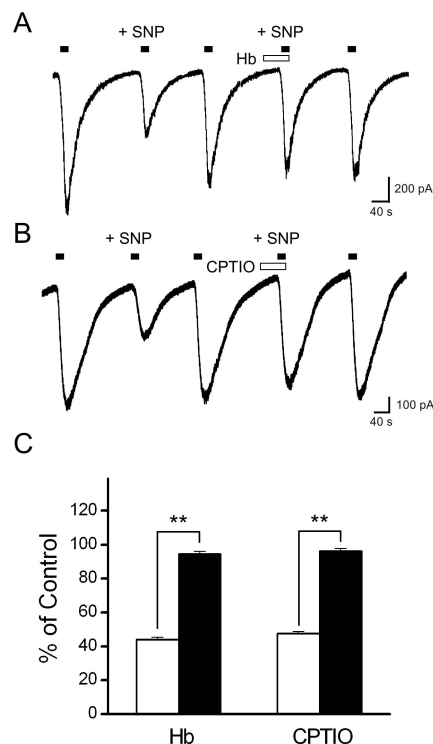 A
+ SNP + SNP
Hb
200 pA
40 s
B
+ SNP + SNP
CPTIO
100 pA
40 s
C
% of Control
120
100
80
60
40
20
0
** **
Hb CPTIO